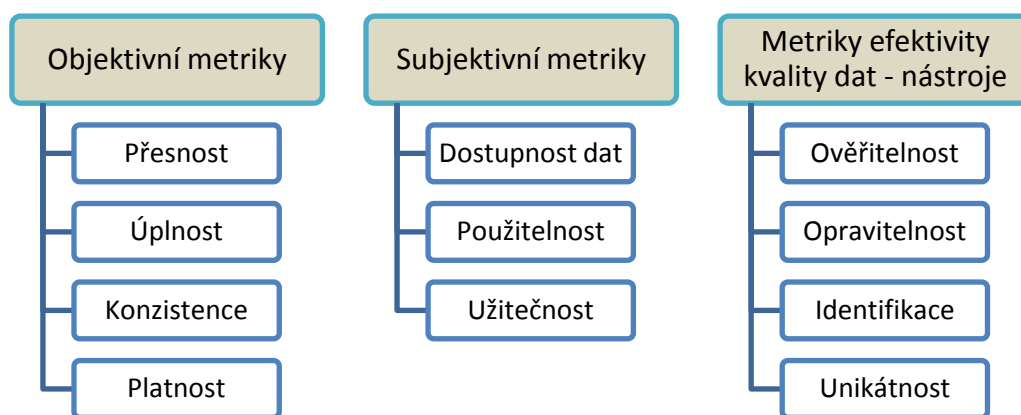 Objektivní metriky
Přesnost
Úplnost
Konzistence
Platnost
Subjektivní metriky
Dostupnost dat
Použitelnost
Užitečnost
Metriky efektivity
kvality dat - nástroje
Ověřitelnost
Opravitelnost
Identifikace
Unikátnost